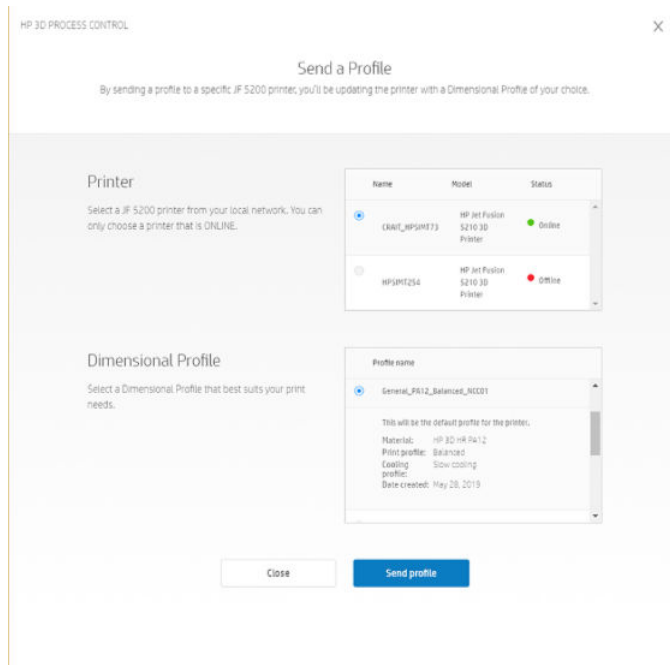 HP 3D PROCESS CONTROL
Send a Profile
By sending a profile to a specific JF 5200 printer, you'll be updating the printer with a Dimensional Profile of your choice.
Printer
Select a JF 5200 printer from your local network. You can
only choose a printer that is ONLINE.
Name Model Status
CRAIT_HPSIMT73
HP Jet Fusion
5210 3D
Printer
Online
HPSIMT254
HP Jet Fusion
5210 3D
Printer
Offline
Dimensional Profile
Select a Dimensional Profile that best suits your print
needs.
Profile name
General_PA12_Balanced_NCC01
This will be the default profile for the printer.
Material: HP 3D HR PA12
Print profile: Balanced
Cooling Slow cooling
profile:
Date created: May 28, 2019
Close Send profile